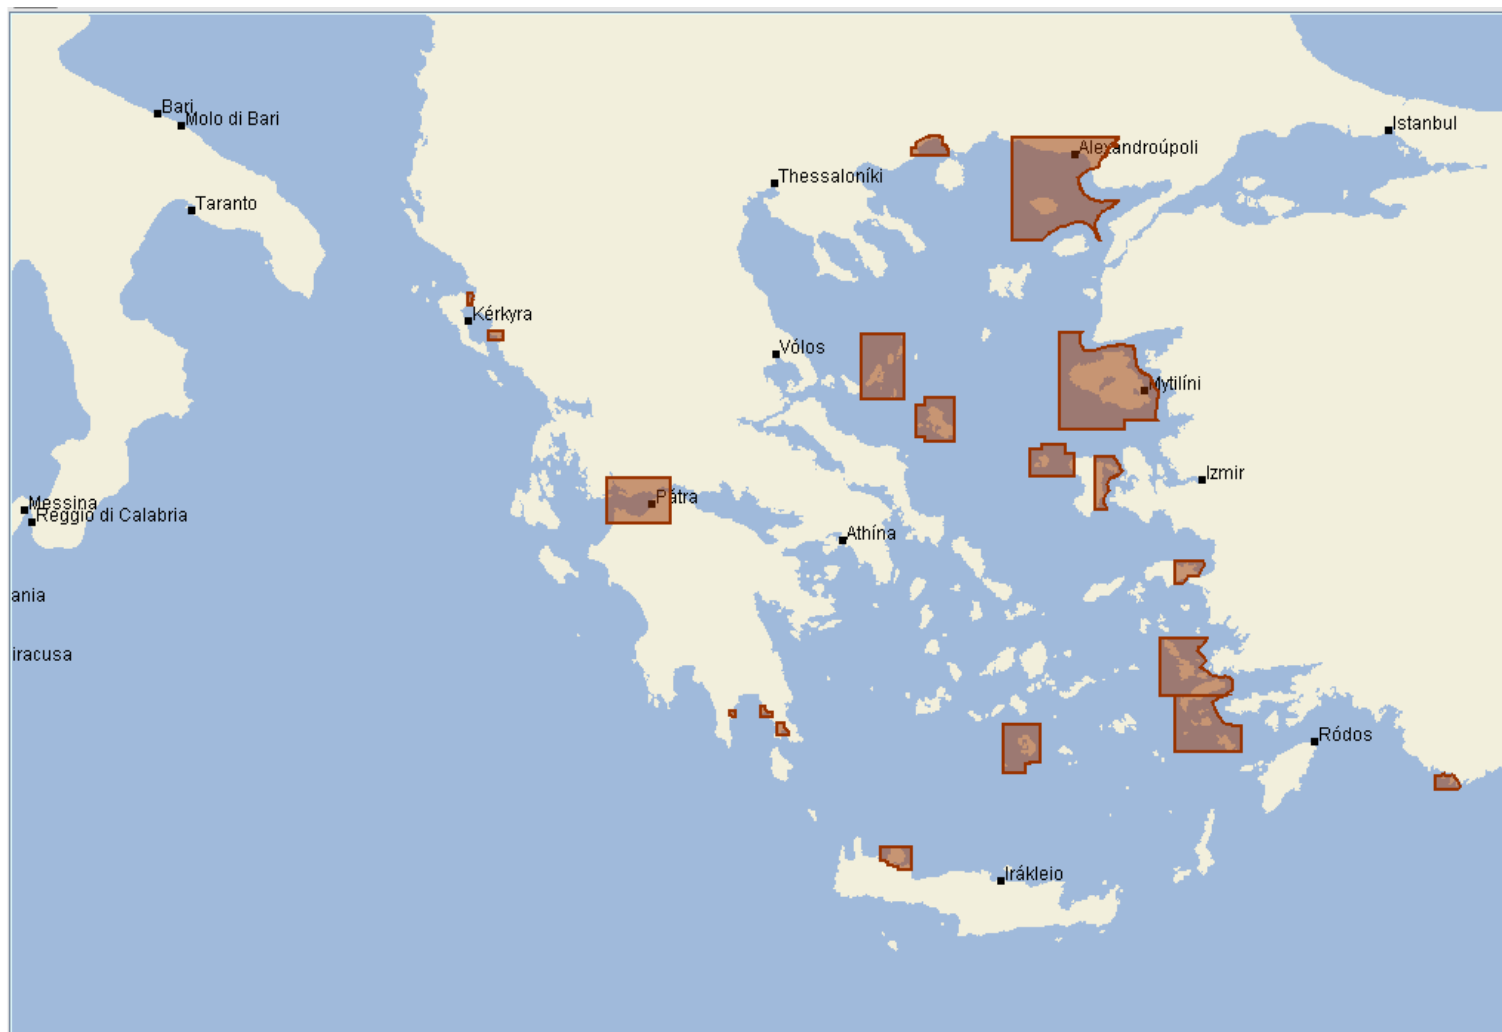 Bari
Molo di Bari
Istanbul
Alexandroúpoli
Thessaloníki
Taranto
Kérkyra
Vólos
Mytilíni
Izmir
Pátra
Messina
Reggio di Calabria
Athína
ania
iracusa
Ródos
Irákleio